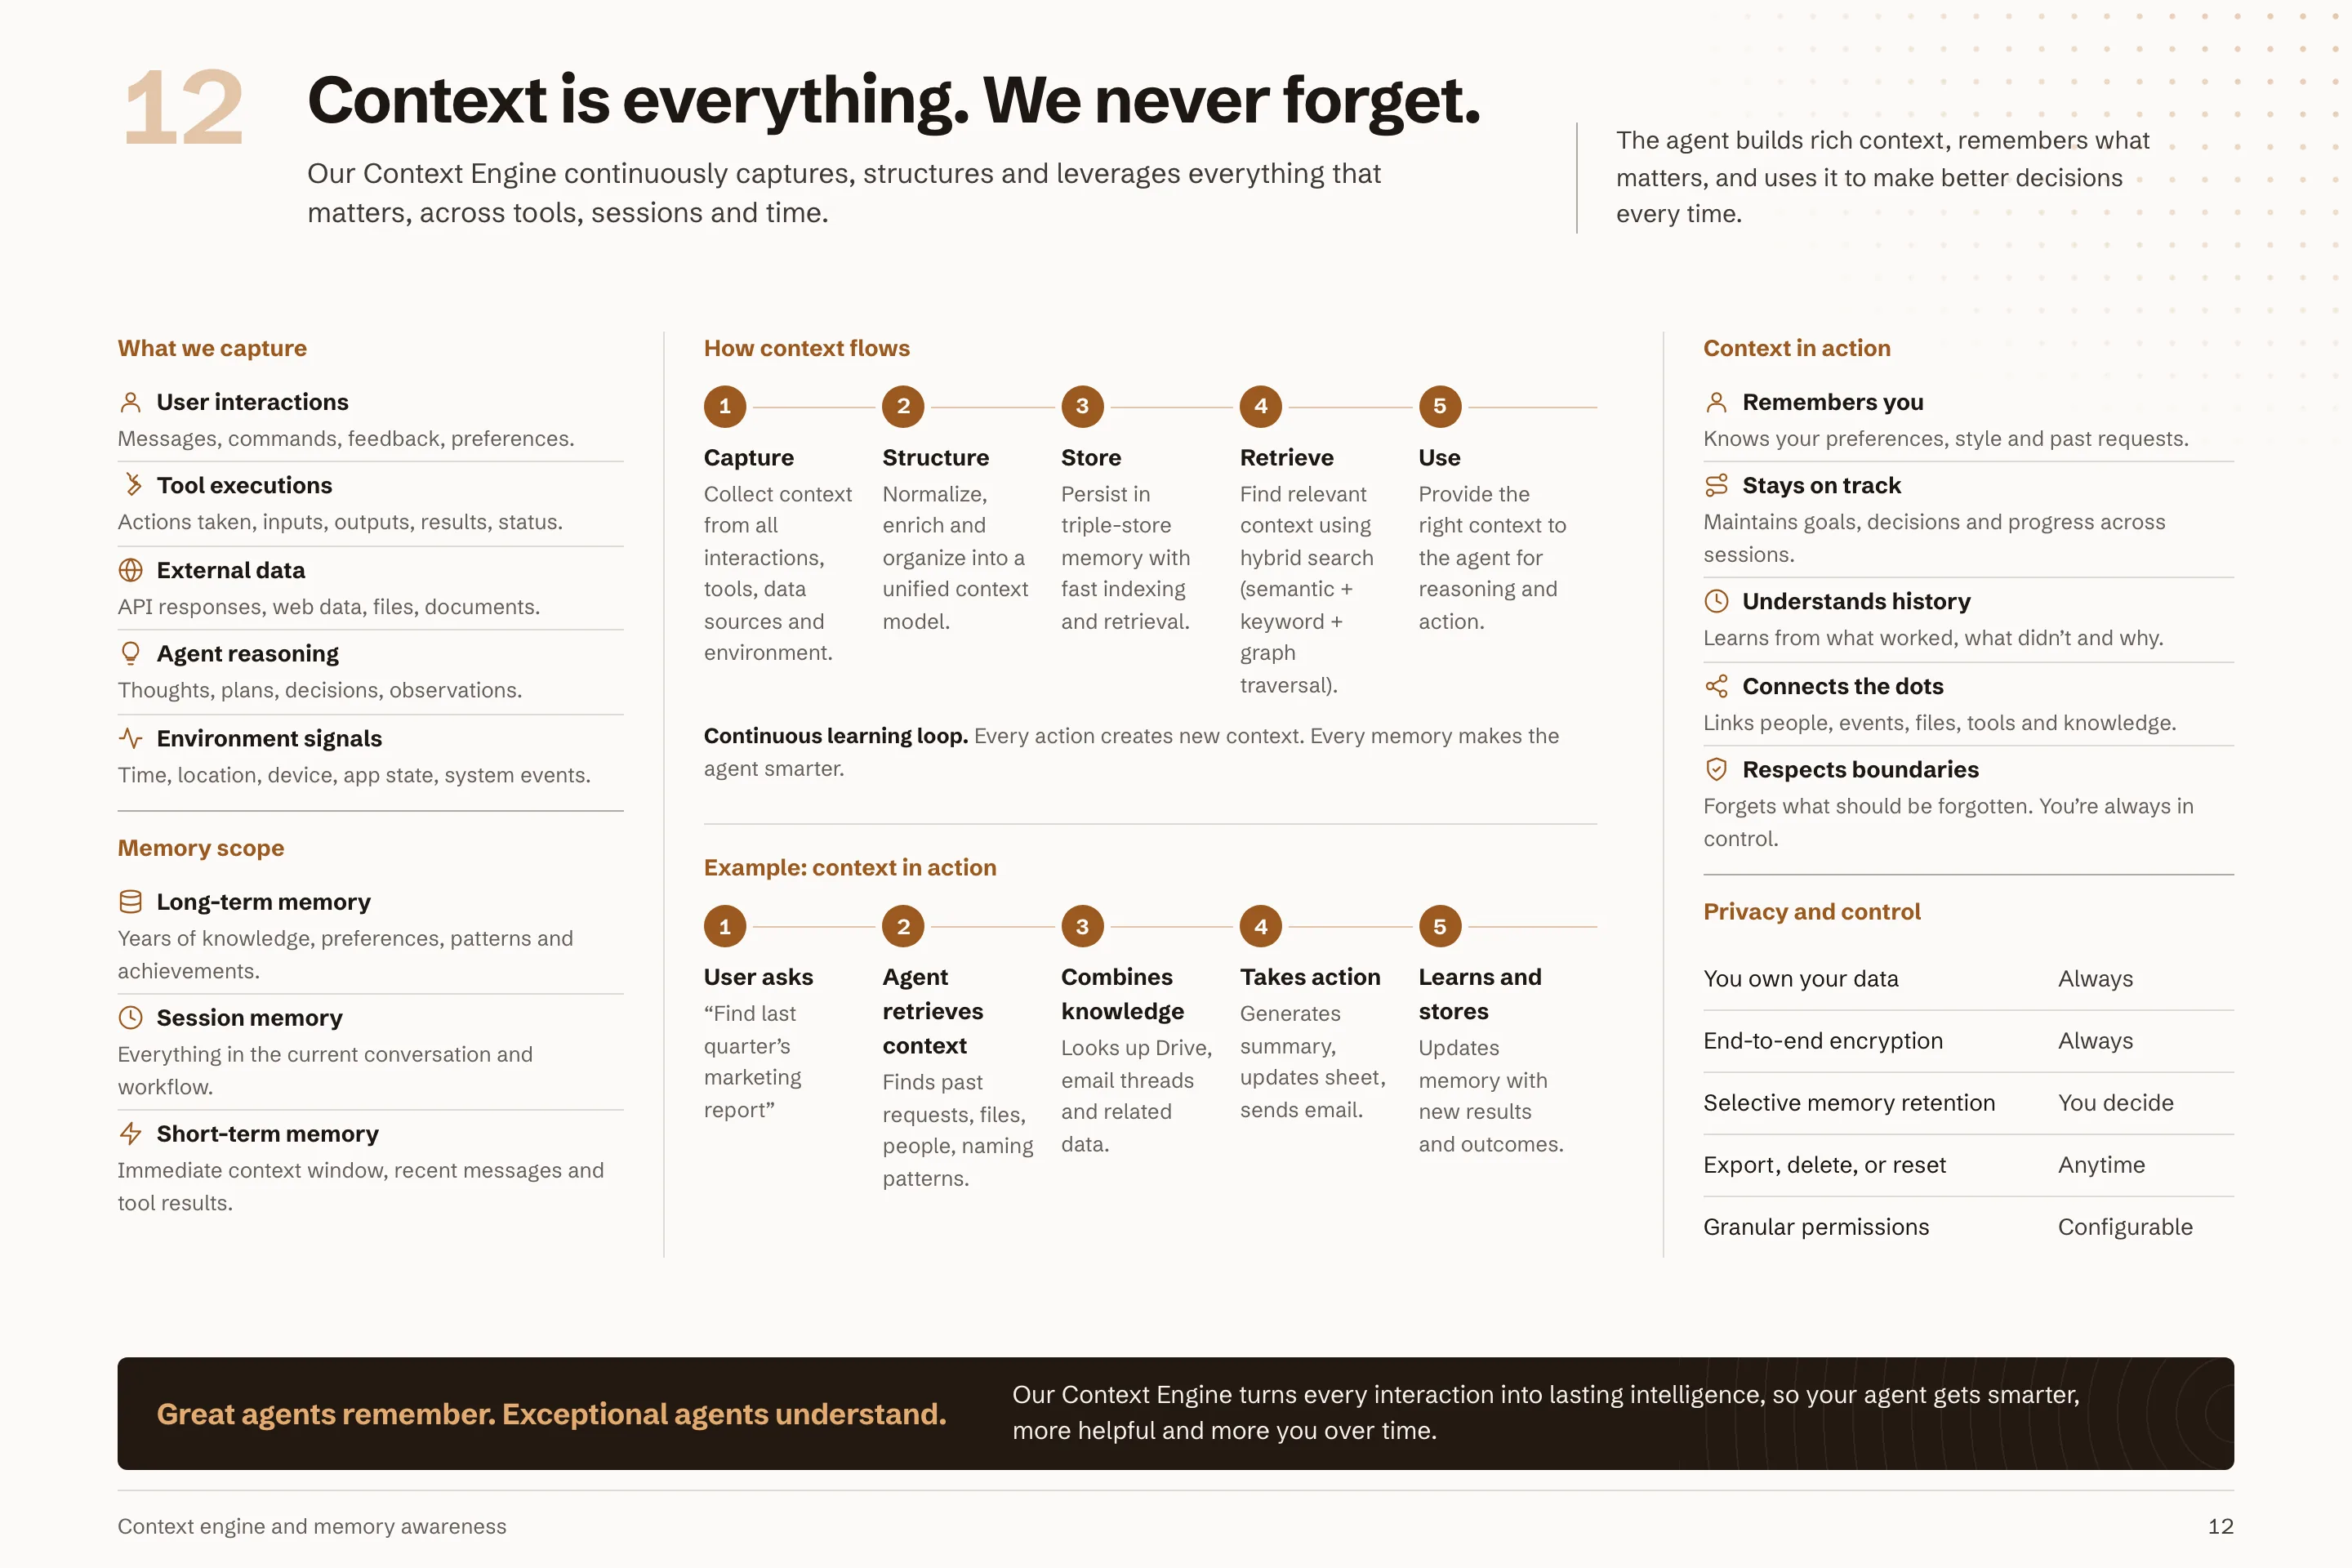 12
Context is everything. We never forget.
Our Context Engine continuously captures, structures and leverages everything that
matters, across tools, sessions and time.
The agent builds rich context, remembers what
matters, and uses it to make better decisions
every time.
What we capture
User interactions
Messages, commands, feedback, preferences.
Tool executions
Actions taken, inputs, outputs, results, status.
External data
API responses, web data, files, documents.
Agent reasoning
Thoughts, plans, decisions, observations.
Environment signals
Time, location, device, app state, system events.
Memory scope
Long-term memory
Years of knowledge, preferences, patterns and
achievements.
Session memory
Everything in the current conversation and
workflow.
Short-term memory
Immediate context window, recent messages and
tool results.
How context flows
1
Capture
Collect context
from all
interactions,
tools, data
sources and
environment.
2
Structure
Normalize,
enrich and
organize into a
unified context
model.
3
Store
Persist in
triple-store
memory with
fast indexing
and retrieval.
4
Retrieve
Find relevant
context using
hybrid search
(semantic +
keyword +
graph
traversal).
5
Use
Provide the
right context to
the agent for
reasoning and
action.
Continuous learning loop. Every action creates new context. Every memory makes the
agent smarter.
Example: context in action
1
User asks
“Find last
quarter’s
marketing
report”
2
Agent
retrieves
context
Finds past
requests, files,
people, naming
patterns.
3
Combines
knowledge
Looks up Drive,
email threads
and related
data.
4
Takes action
Generates
summary,
updates sheet,
sends email.
5
Learns and
stores
Updates
memory with
new results
and outcomes.
Context in action
Remembers you
Knows your preferences, style and past requests.
Stays on track
Maintains goals, decisions and progress across
sessions.
Understands history
Learns from what worked, what didn’t and why.
Connects the dots
Links people, events, files, tools and knowledge.
Respects boundaries
Forgets what should be forgotten. You’re always in
control.
Privacy and control
You own your data Always
End-to-end encryption Always
Selective memory retention You decide
Export, delete, or reset Anytime
Granular permissions Configurable
Great agents remember. Exceptional agents understand.
Our Context Engine turns every interaction into lasting intelligence, so your agent gets smarter,
more helpful and more you over time.
Context engine and memory awareness
12